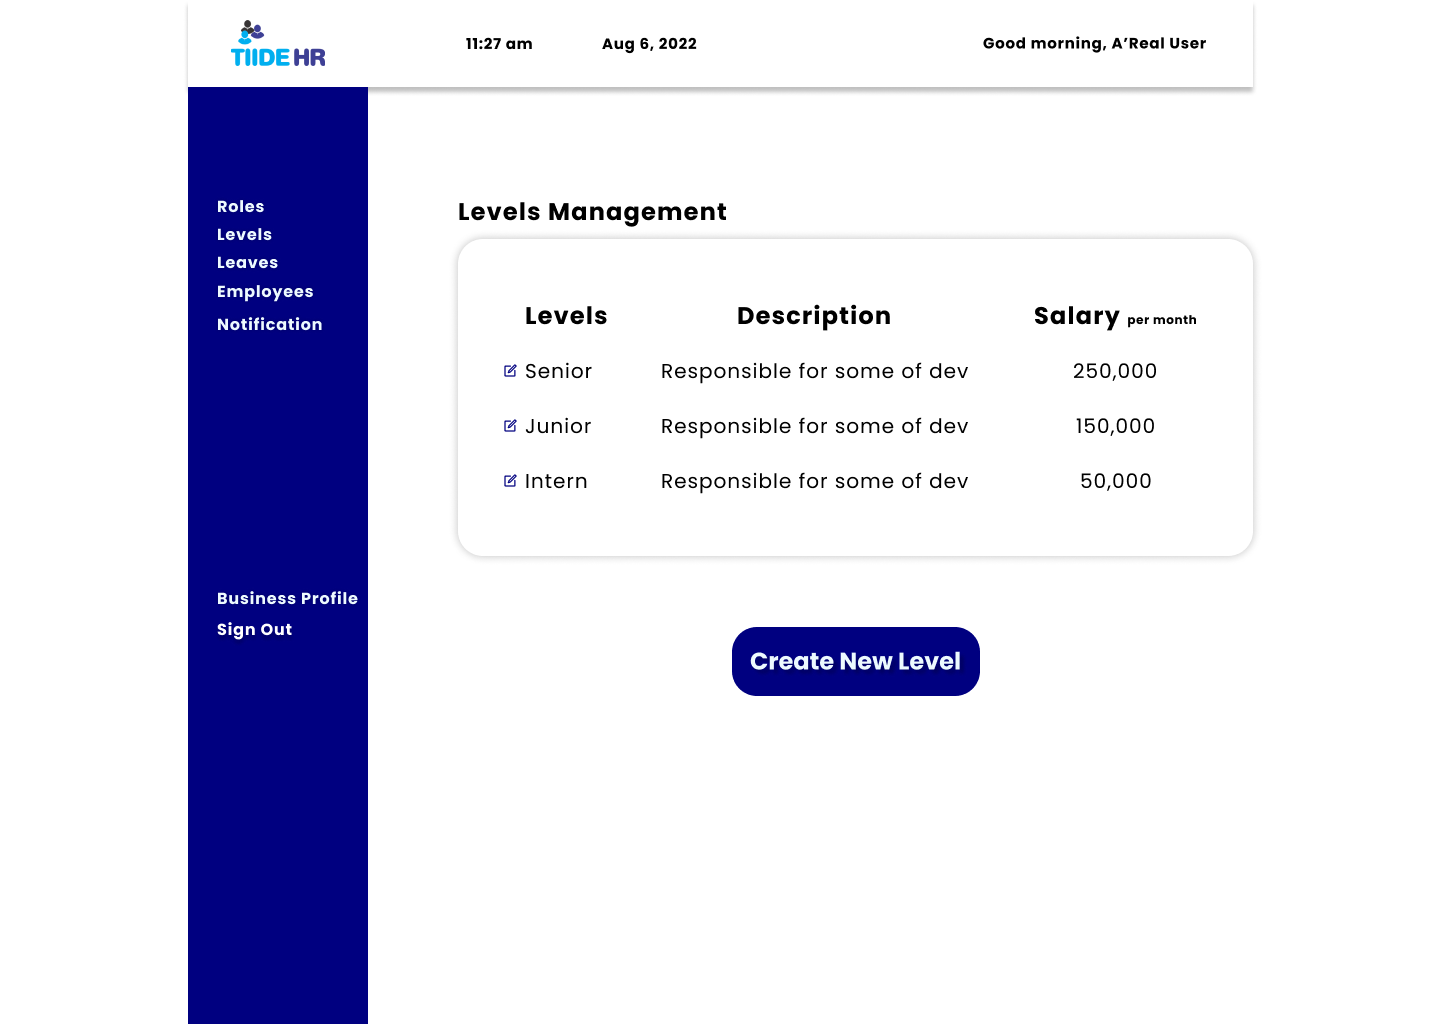 TIIDE HR
11:27 am
Aug 6, 2022
Good morning, A’Real User
Roles
Levels
Leaves
Employees
Notification
Business Profile
Sign Out
Levels Management
Levels Description Salary per month
Senior Responsible for some of dev 250,000
Junior Responsible for some of dev 150,000
Intern Responsible for some of dev 50,000
Create New Level